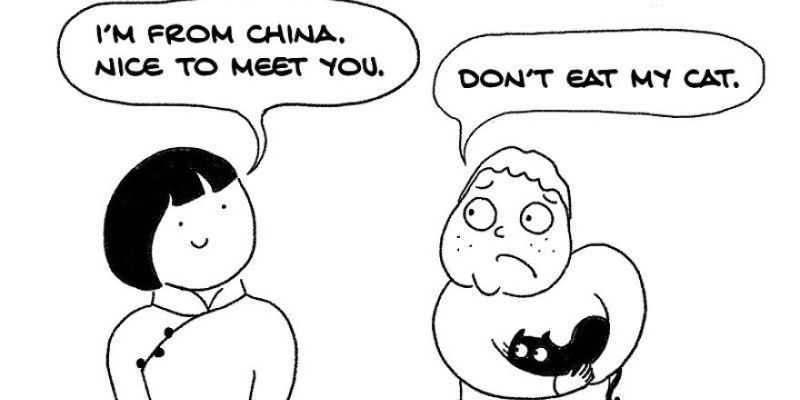 I'M FROM CHINA.
NICE TO MEET YOU.
DON'T EAT MY CAT.